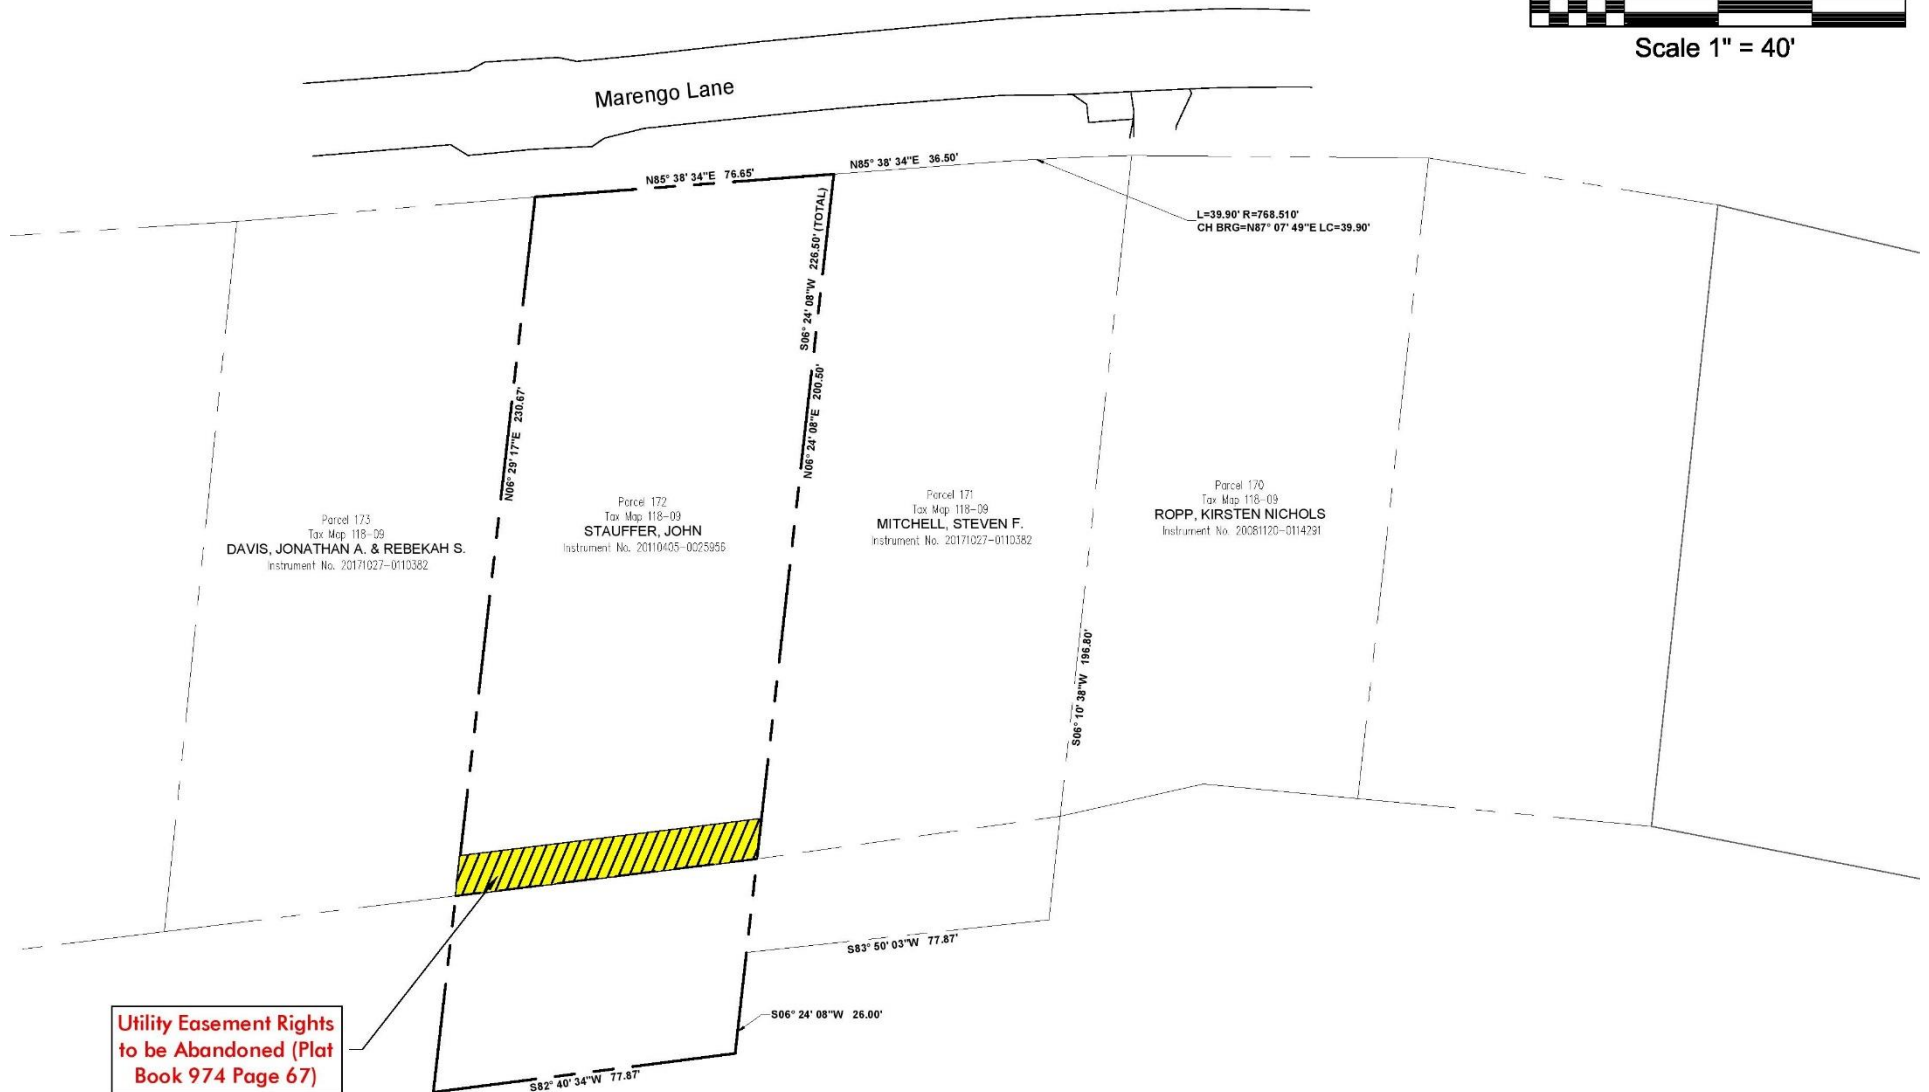 Scale 1" = 40'
Marengo Lane
N85° 38' 34"E 76.65'
N85° 38' 34"E 36.50'
L=39.90' R=768.510'
CH BRG=N87° 07' 49"E LC=39.90'
S06° 24' 08"W 226.50' (TOTAL)
N06° 24' 08"E 200.50'
N06° 29' 17"E 230.67'
Parcel 173
Tax Map 118-09
DAVIS, JONATHAN A. & REBEKAH S.
Instrument No. 20171027-0110382
Parcel 172
Tax Map 118-09
STAUFFER, JOHN
Instrument No. 20110405-0025956
Parcel 171
Tax Map 118-09
MITCHELL, STEVEN F.
Instrument No. 20171027-0110382
Parcel 170
Tax Map 118-09
ROPP, KIRSTEN NICHOLS
Instrument No. 20081120-0114291
S06° 10' 38"W 196.80'
S83° 50' 03"W 77.87'
S06° 24' 08"W 26.00'
S82° 40' 34"W 77.87'
Utility Easement Rights
to be Abandoned (Plat
Book 974 Page 67)